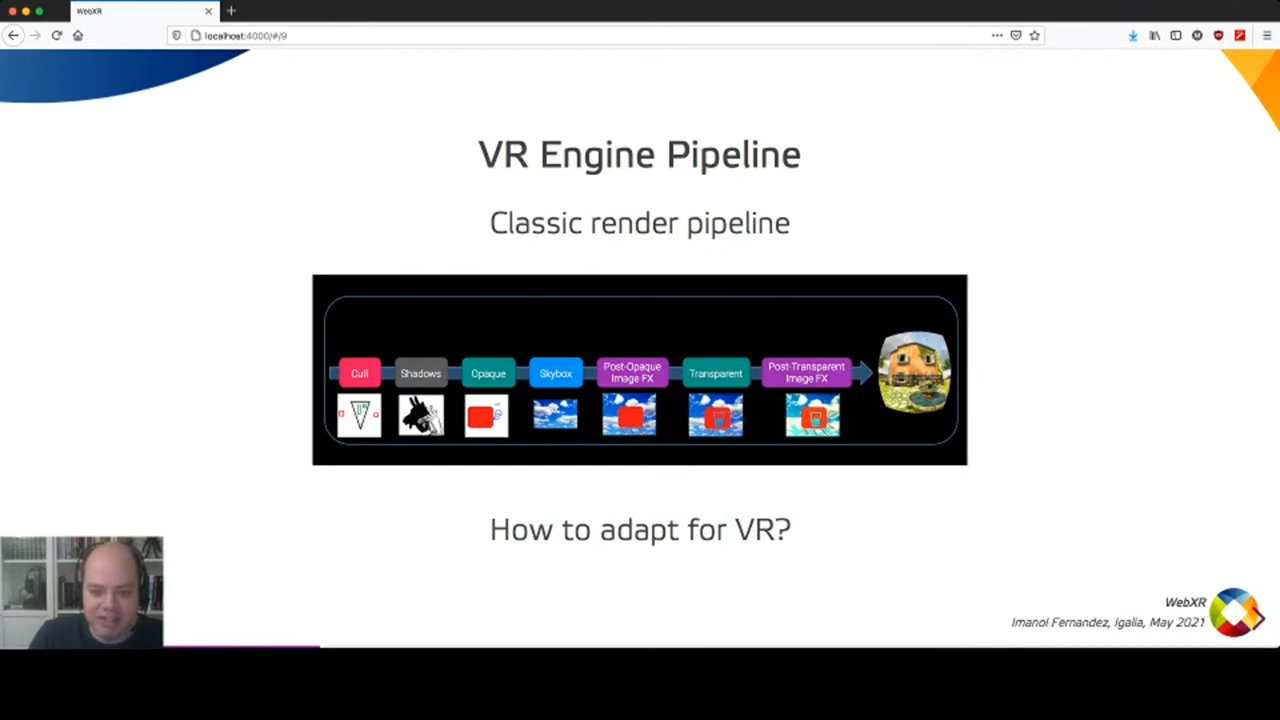 WebXR
localhost:4000/#/9
VR Engine Pipeline
Classic render pipeline
Cull
Shadows
Opaque
Skybox
Post-Opaque
Image FX
Transparent
Post-Transparent
Image FX
How to adapt for VR?
WebXR
Imanol Fernandez, Igalia, May 2021